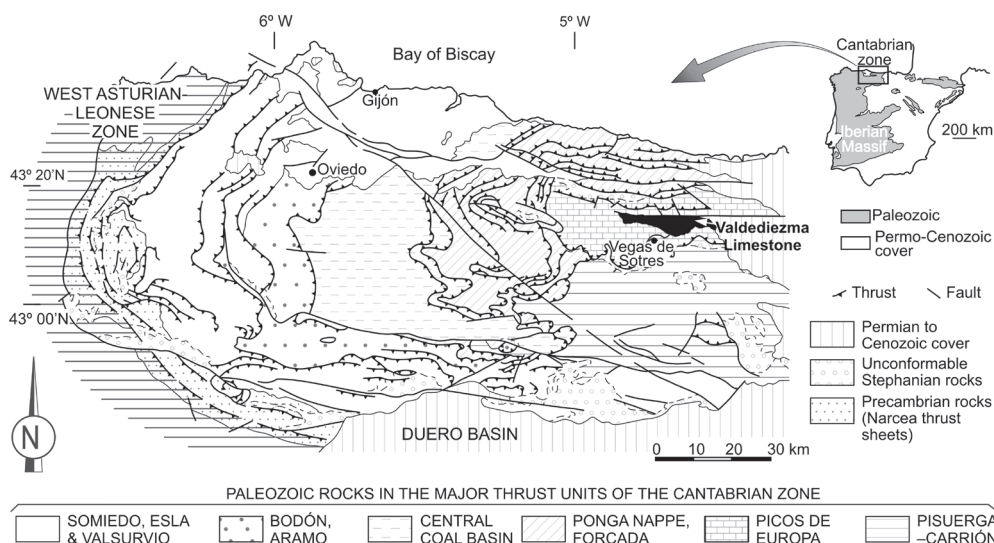 6º W
5º W
Bay of Biscay
Cantabrian
zone
WEST ASTURIAN-
–LEONESE
ZONE
Gijón
Iberian
Massif
200 km
43º 20'N
Oviedo
Paleozoic
Permo-Cenozoic
cover
Valdediezma
Limestone
Vegas de
Sotres
Thrust
Fault
43º 00'N
Permian to
Cenozoic cover
Unconformable
Stephanian rocks
Precambrian rocks
(Narcea thrust
sheets)
N
DUERO BASIN
0 10 20 30 km
PALEOZOIC ROCKS IN THE MAJOR THRUST UNITS OF THE CANTABRIAN ZONE
SOMIEDO, ESLA
& VALSURVIO
BODÓN,
ARAMO
CENTRAL
COAL BASIN
PONGA NAPPE,
FORCADA
PICOS DE
EUROPA
PISUERGA
–CARRIÓN